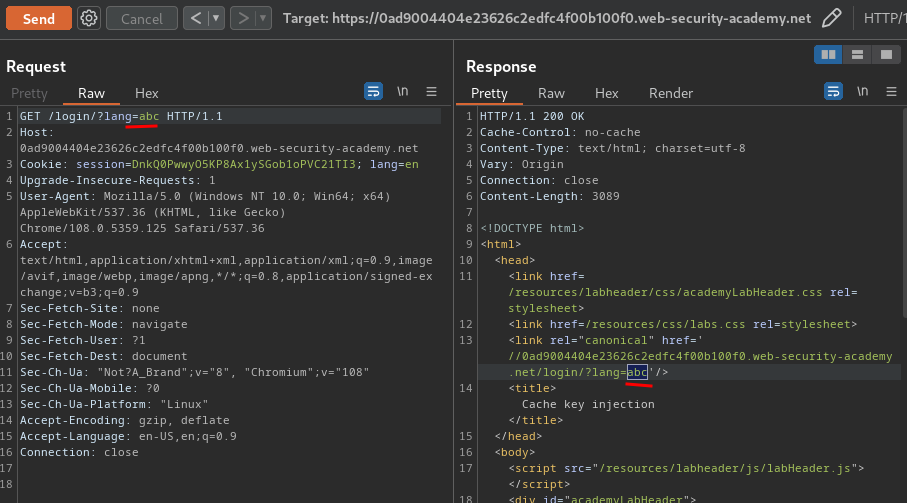 Send
Cancel
<
>
Target: https://0ad9004404e23626c2edfc4f00b100f0.web-security-academy.net
HTTP/1
Request
Pretty
Raw
Hex
\n
1 GET /login/?lang=abc HTTP/1.1
2 Host:
0ad9004404e23626c2edfc4f00b100f0.web-security-academy.net
3 Cookie: session=DnkQ0PwwyO5KP8Ax1ySGob1oPVC21TI3; lang=en
4 Upgrade-Insecure-Requests: 1
5 User-Agent: Mozilla/5.0 (Windows NT 10.0; Win64; x64)
AppleWebKit/537.36 (KHTML, like Gecko)
Chrome/108.0.5359.125 Safari/537.36
6 Accept:
text/html,application/xhtml+xml,application/xml;q=0.9,image
/avif,image/webp,image/apng,*/*;q=0.8,application/signed-ex
change;v=b3;q=0.9
7 Sec-Fetch-Site: none
8 Sec-Fetch-Mode: navigate
9 Sec-Fetch-User: ?1
10 Sec-Fetch-Dest: document
11 Sec-Ch-Ua: "Not?A_Brand";v="8", "Chromium";v="108"
12 Sec-Ch-Ua-Mobile: ?0
13 Sec-Ch-Ua-Platform: "Linux"
14 Accept-Encoding: gzip, deflate
15 Accept-Language: en-US,en;q=0.9
16 Connection: close
17
18
Response
Pretty
Raw
Hex
Render
\n
1 HTTP/1.1 200 OK
2 Cache-Control: no-cache
3 Content-Type: text/html; charset=utf-8
4 Vary: Origin
5 Connection: close
6 Content-Length: 3089
7
8 <!DOCTYPE html>
9 <html>
10 <head>
11 <link href=
/resources/labheader/css/academyLabHeader.css rel=
stylesheet>
12 <link href=/resources/css/labs.css rel=stylesheet>
13 <link rel="canonical" href='
//0ad9004404e23626c2edfc4f00b100f0.web-security-academy
.net/login/?lang=abc'/>
14 <title>
Cache key injection
</title>
15 </head>
16 <body>
17 <script src="/resources/labheader/js/labHeader.js">
</script>
18 <div id="academyLabHeader">